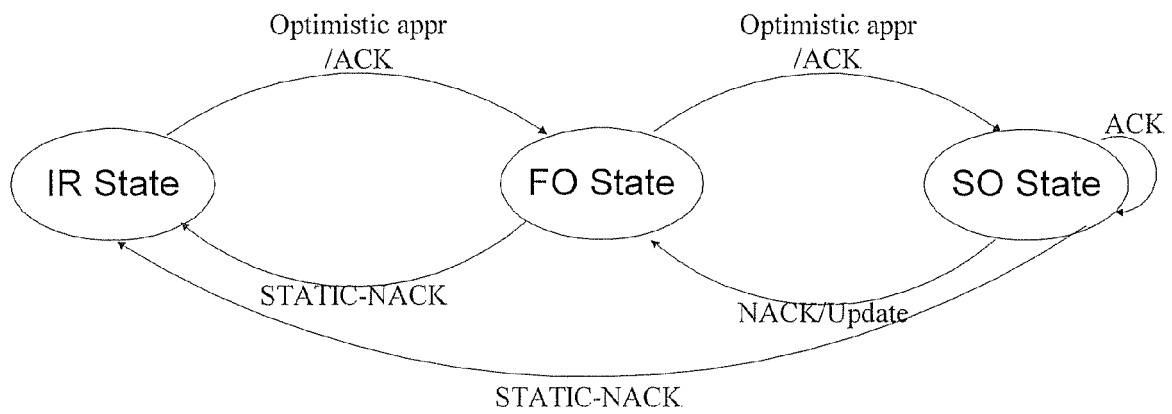 Optimistic appr
/ACK
Optimistic appr
/ACK
ACK
IR State
FO State
SO State
STATIC-NACK
NACK/Update
STATIC-NACK